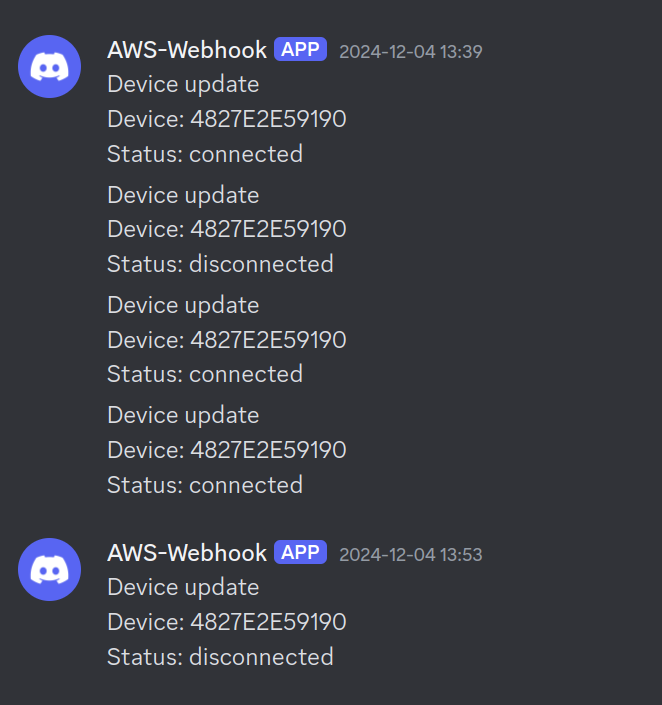 AWS-Webhook APP 2024-12-04 13:39
Device update
Device: 4827E2E59190
Status: connected
Device update
Device: 4827E2E59190
Status: disconnected
Device update
Device: 4827E2E59190
Status: connected
Device update
Device: 4827E2E59190
Status: connected
AWS-Webhook APP 2024-12-04 13:53
Device update
Device: 4827E2E59190
Status: disconnected